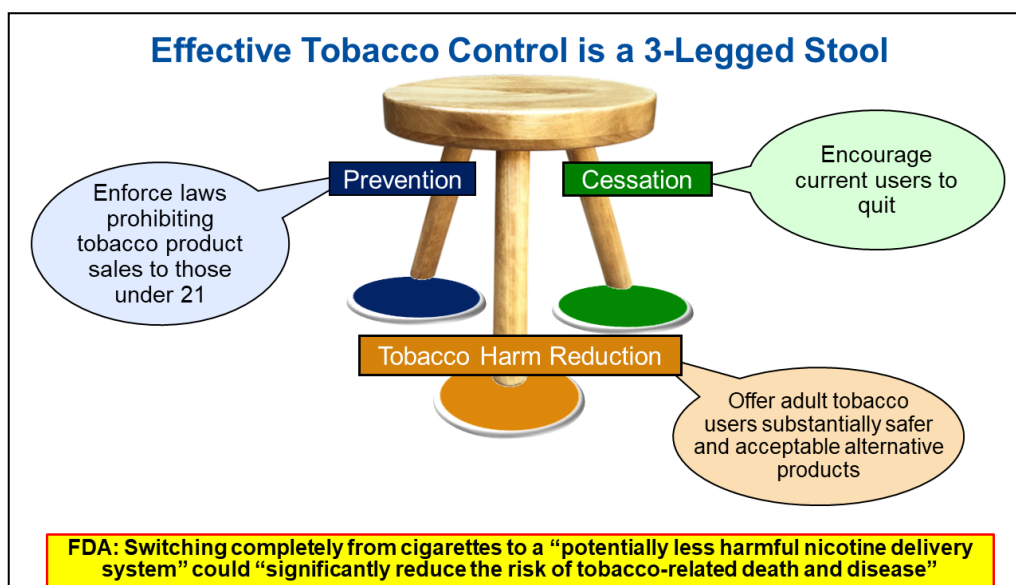 Effective Tobacco Control is a 3-Legged Stool
Prevention
Enforce laws
prohibiting
tobacco product
sales to those
under 21
Cessation
Encourage
current users to
quit
Tobacco Harm Reduction
Offer adult tobacco
users substantially safer
and acceptable alternative
products
FDA: Switching completely from cigarettes to a “potentially less harmful nicotine delivery
system” could “significantly reduce the risk of tobacco-related death and disease”